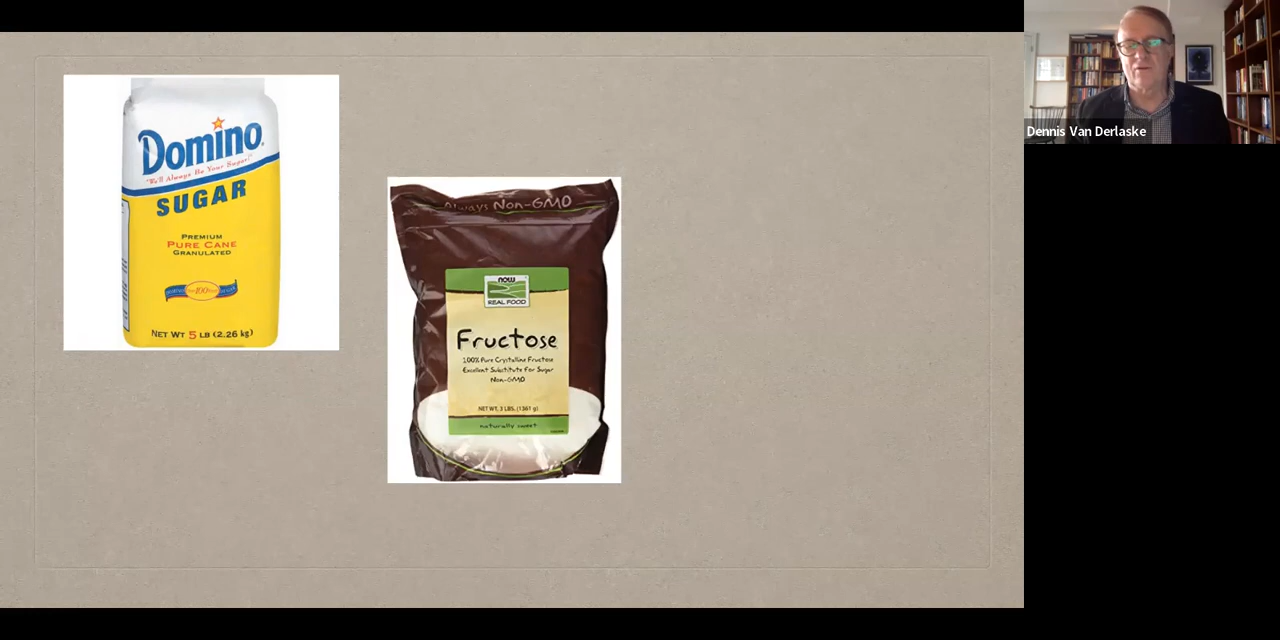 Domino
"We'll Always Be Your Sugar!"
SUGAR
PREMIUM
PURE CANE
GRANULATED
100
NET WT 5 LB (2.26 kg)
Always Non-GMO
now
REAL FOOD
Fructose
100% Pure Crystalline Fructose
Excellent Substitute For Sugar
Non-GMO
NET WT. 3 LBS. (1361 g)
naturally sweet
Dennis Van Derlaske